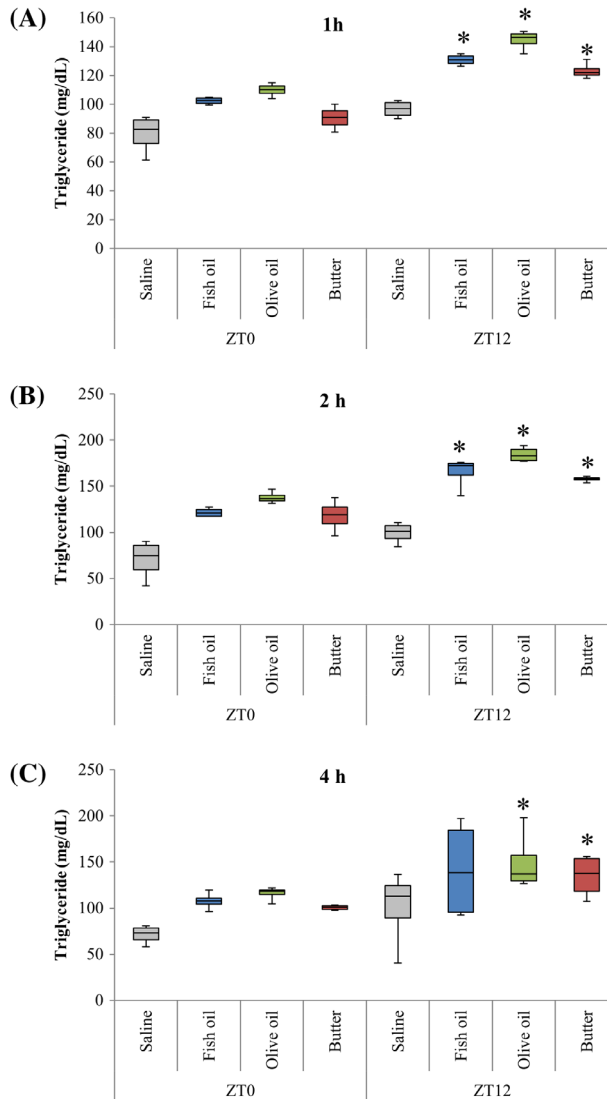 (A)
1h
Triglyceride (mg/dL)
160
140
120
100
80
60
40
20
0
* * *
Saline Fish oil Olive oil Butter Saline Fish oil Olive oil Butter
ZT0 ZT12
(B)
2 h
Triglyceride (mg/dL)
250
200
150
100
50
0
* * *
Saline Fish oil Olive oil Butter Saline Fish oil Olive oil Butter
ZT0 ZT12
(C)
4 h
Triglyceride (mg/dL)
250
200
150
100
50
0
* *
Saline Fish oil Olive oil Butter Saline Fish oil Olive oil Butter
ZT0 ZT12